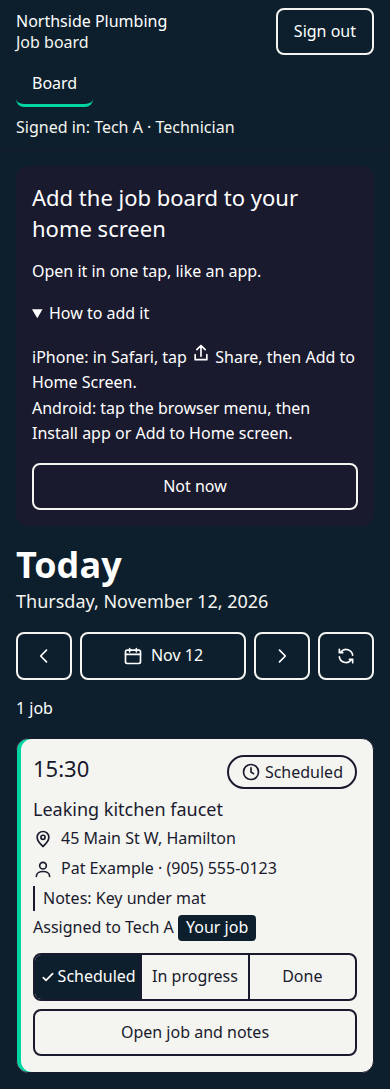 Northside Plumbing
Job board
Sign out
Board
Signed in: Tech A · Technician
Add the job board to your
home screen
Open it in one tap, like an app.
▼ How to add it
iPhone: in Safari, tap Share, then Add to
Home Screen.
Android: tap the browser menu, then
Install app or Add to Home screen.
Not now
Today
Thursday, November 12, 2026
Nov 12
1 job
15:30
Scheduled
Leaking kitchen faucet
45 Main St W, Hamilton
Pat Example · (905) 555-0123
Notes: Key under mat
Assigned to Tech A Your job
✓ Scheduled In progress Done
Open job and notes